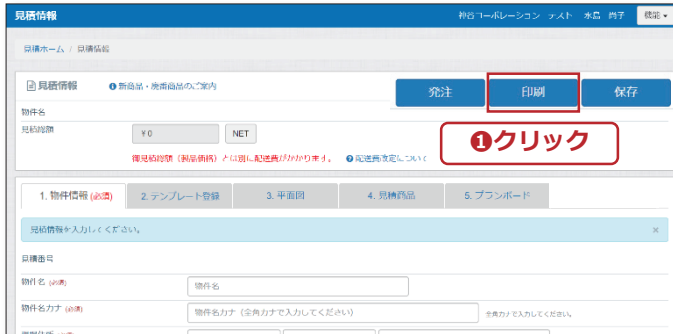 見積情報
神谷コーポレーション テスト 水島 尚子 機能
見積ホーム / 見積情報
見積情報 新商品・廃番商品のご案内
発注 印刷 保存
物件名
見積総額 ¥0 NET
御見積総額（製品価格）とは別に配送費がかかります。 配送費改定について
❶クリック
1. 物件情報 (必須) 2. テンプレート登録 3. 平面図 4. 見積商品 5. プランボード
見積情報を入力してください。 ×
見積番号
物件名 (必須) 物件名
物件名カナ (必須) 物件名カナ（全角カナで入力してください） 全角カナで入力してください。